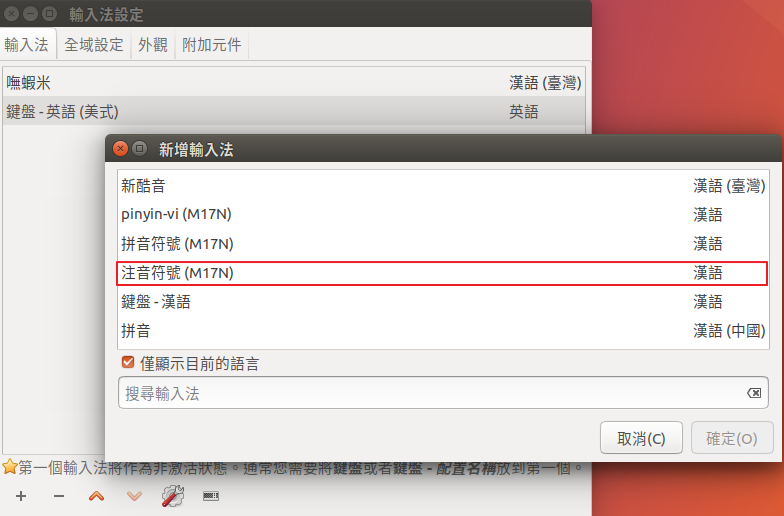 輸入法設定
輸入法 全域設定 外觀 附加元件
嘸蝦米 漢語 (臺灣)
鍵盤 - 英語 (美式) 英語
新增輸入法
新酷音 漢語 (臺灣)
pinyin-vi (M17N) 漢語
拼音符號 (M17N) 漢語
注音符號 (M17N) 漢語
鍵盤 - 漢語 漢語
拼音 漢語 (中國)
僅顯示目前的語言
搜尋輸入法
取消(C) 確定(O)
第一個輸入法將作為非激活狀態。通常您需要將鍵盤或者鍵盤 - 配置名稱放到第一個。